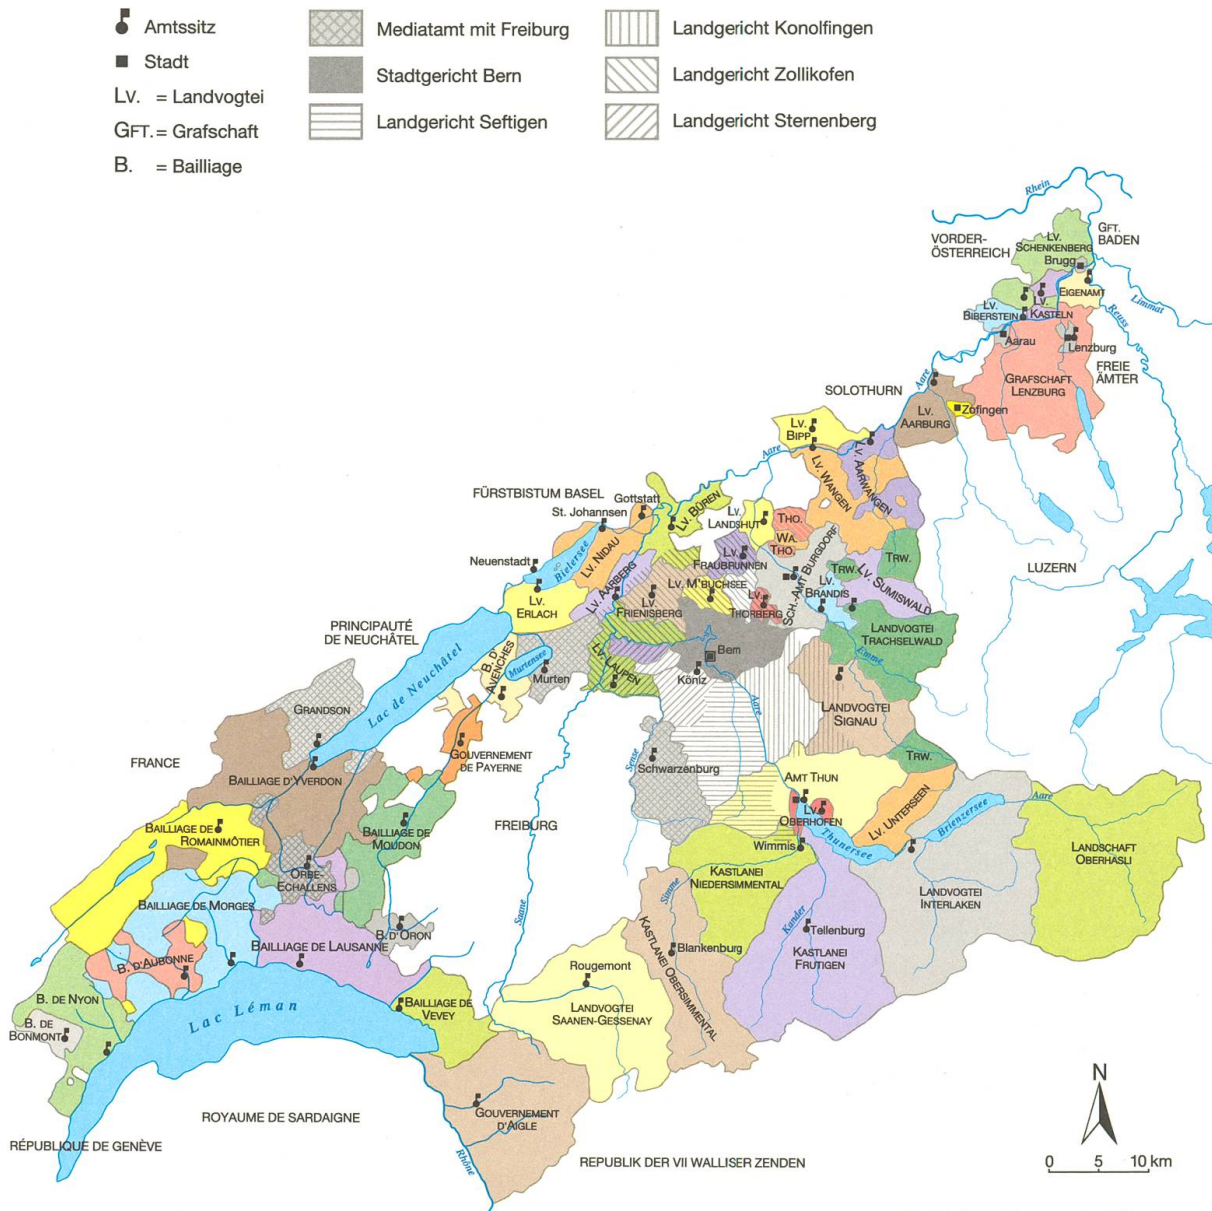 Amtssitz
Stadt
Lv. = Landvogtei
Gft. = Grafschaft
B. = Bailliage
Mediatamt mit Freiburg
Stadtgericht Bern
Landgericht Seftigen
Landgericht Konolfingen
Landgericht Zollikofen
Landgericht Sternenberg
Rhein
VORDER-
ÖSTERREICH
Lv.
SCHENKENBERG
Brugg
GFT.
BADEN
EIGENAMT
Limmat
Reuss
Lv.
BIBERSTEIN
Lv.
KASTELN
Aarau
Lenzburg
FREIE
ÄMTER
GRAFSCHAFT
LENZBURG
Aare
SOLOTHURN
Zofingen
Lv.
AARBURG
Lv.
BIPP
Aare
Lv. WANGEN
Lv. AARWANGEN
FÜRSTBISTUM BASEL
Gottstatt
St. Johannsen
Lv. BÜREN
Lv.
LANDSHUT
THO.
WA.
THO.
TRW.
TRW.
LUZERN
Neuenstadt
Bielersee
Lv. NIDAU
Lv.
FRAUBRUNNEN
SCH.-AMT BURGDORF
Lv. SUMISWALD
Lv.
BRANDIS
Lv.
ERLACH
Lv. AARBERG
Lv.
FRIENISBERG
Lv. M'BUCHSEE
Lv.
THORBERG
LANDVOGTEI
TRACHSELWALD
Emme
PRINCIPAUTÉ
DE NEUCHÂTEL
Lac de Neuchâtel
B. D'
AVENCHES
Murtensee
Murten
Lv. LAUPEN
Bern
Köniz
Aare
LANDVOGTEI
SIGNAU
TRW.
GRANDSON
FRANCE
BAILLIAGE D'YVERDON
GOUVERNEMENT
DE PAYERNE
Sense
Schwarzenburg
AMT THUN
Lv.
OBERHOFEN
Lv. UNTERSEEN
Thunersee
Brienzersee
Aare
BAILLIAGE DE
ROMAINMÔTIER
BAILLIAGE DE
MOUDON
FREIBURG
Wimmis
ORBE-
ECHALLENS
KASTLANEI
NIEDERSIMMENTAL
LANDSCHAFT
OBERHASLI
LANDVOGTEI
INTERLAKEN
Simme
Kander
Saane
BAILLIAGE DE MORGES
B. D'ORON
BAILLIAGE DE LAUSANNE
B. D'AUBONNE
Tellenburg
Blankenburg
KASTLANEI
FRUTIGEN
KASTLANEI OBERSIMMENTAL
Rougemont
LANDVOGTEI
SAANEN-GESSENAY
B. DE NYON
B. DE
BONMONT
Lac Léman
BAILLIAGE DE
VEVEY
GOUVERNEMENT
D'AIGLE
Rhône
ROYAUME DE SARDAIGNE
RÉPUBLIQUE DE GENÈVE
REPUBLIK DER VII WALLISER ZENDEN
N
0 5 10 km